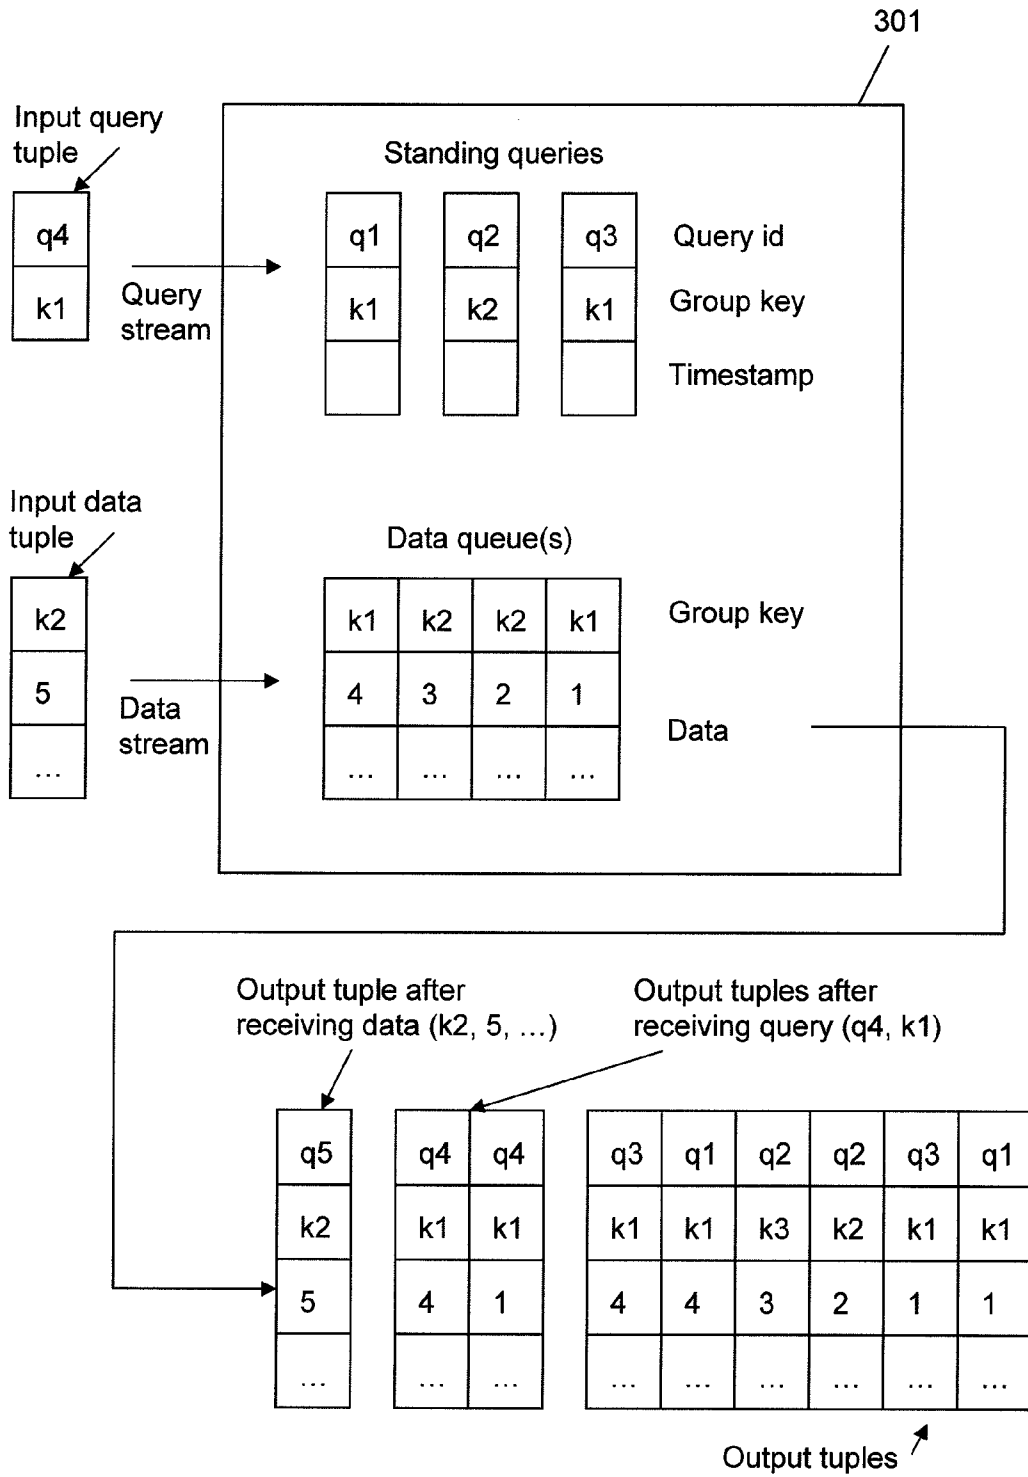 301
Input query
tuple
Standing queries
q4
q1 q2 q3 Query id
k1
k1 k2 k1 Group key
Query
stream
Timestamp
Input data
tuple
Data queue(s)
k2
k1 k2 k2 k1 Group key
5
4 3 2 1
Data
stream
Data
...
... ... ... ...
Output tuple after
receiving data (k2, 5, ...)
Output tuples after
receiving query (q4, k1)
q5 q4 q4 q3 q1 q2 q2 q3 q1
k2 k1 k1 k1 k1 k3 k2 k1 k1
5 4 1 4 4 3 2 1 1
... ... ... ... ... ... ... ... ...
Output tuples